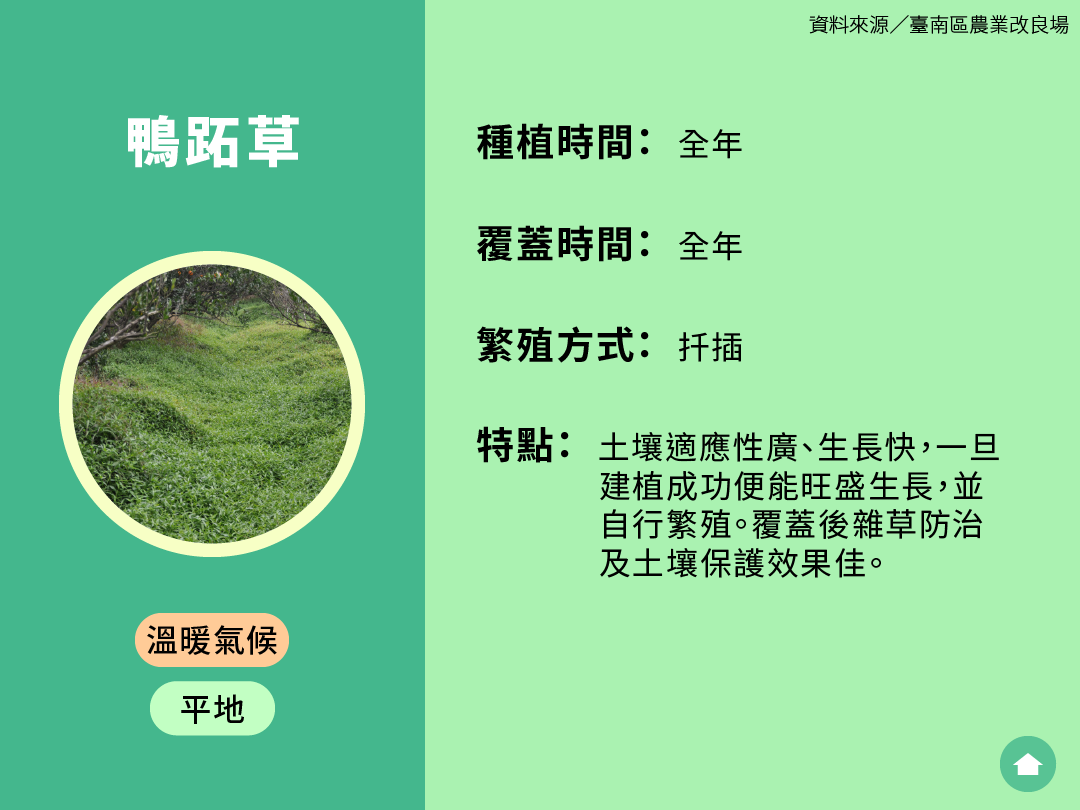 資料來源／臺南區農業改良場
鴨跖草
溫暖氣候
平地
種植時間： 全年
覆蓋時間： 全年
繁殖方式： 扦插
特點： 土壤適應性廣、生長快，一旦
建植成功便能旺盛生長，並
自行繁殖。覆蓋後雜草防治
及土壤保護效果佳。